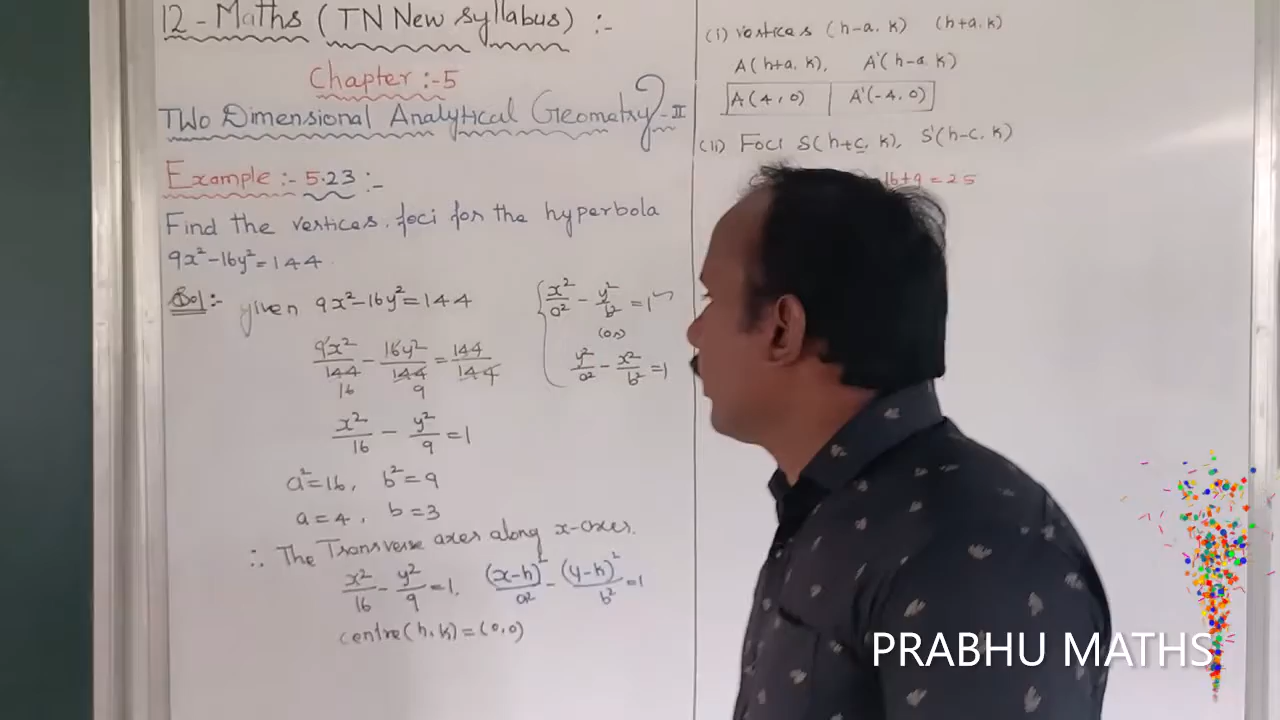 12 - Maths (TN New syllabus) :-
Chapter :- 5
Two Dimensional Analytical Geometry - II
Example :- 5.23 :-
Find the vertices, foci for the hyperbola
9x² - 16y² = 144
Sol :- given 9x² - 16y² = 144
9x²/144 - 16y²/144 = 144/144
16 9
x²/16 - y²/9 = 1
x²/a² - y²/b² = 1
(or)
y²/a² - x²/b² = 1
a² = 16, b² = 9
a = 4, b = 3
∴ The Transverse axes along x-axes.
x²/16 - y²/9 = 1, (x-h)²/a² - (y-k)²/b² = 1
centre (h, k) = (0, 0)
(i) vertices (h-a, k) (h+a, k)
A(h+a, k), A'(h-a, k)
A(4, 0) | A'(-4, 0)
(ii) Foci S(h+c, k), S'(h-c, k)
16+9 = 25
PRABHU MATHS